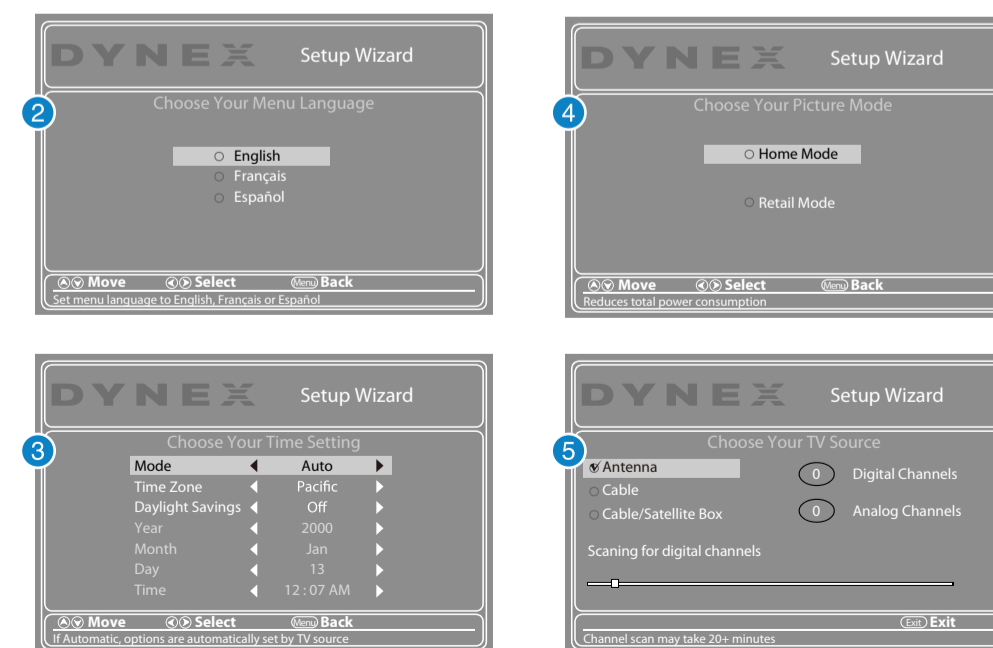 DYNEX Setup Wizard
2
Choose Your Menu Language
English
Français
Español
Move Select Menu Back
Set menu language to English, Français or Español
DYNEX Setup Wizard
4
Choose Your Picture Mode
Home Mode
Retail Mode
Move Select Menu Back
Reduces total power consumption
DYNEX Setup Wizard
3
Choose Your Time Setting
Mode Auto
Time Zone Pacific
Daylight Savings Off
Year 2000
Month Jan
Day 13
Time 12 : 07 AM
Move Select Menu Back
If Automatic, options are automatically set by TV source
DYNEX Setup Wizard
5
Choose Your TV Source
Antenna 0 Digital Channels
Cable
Cable/Satellite Box 0 Analog Channels
Scaning for digital channels
Exit Exit
Channel scan may take 20+ minutes